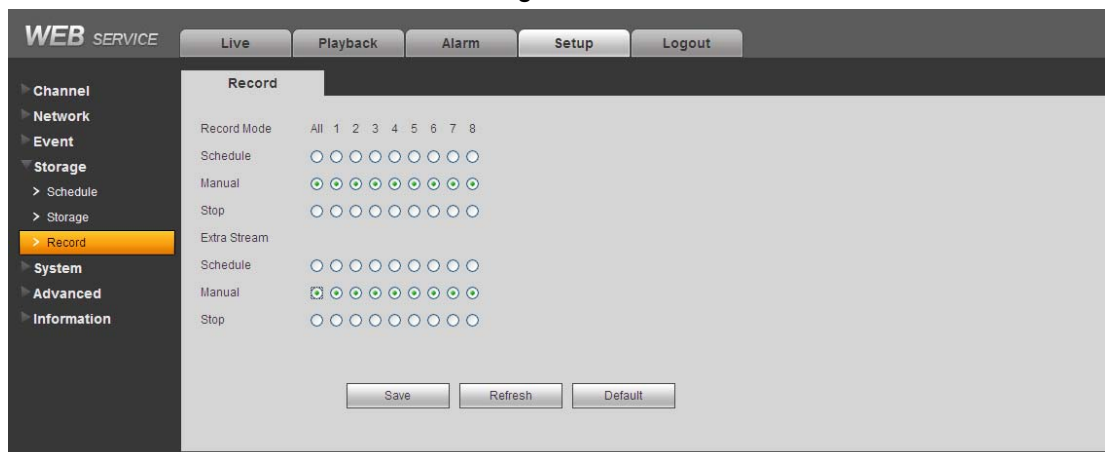 WEB SERVICE
Live Playback Alarm Setup Logout
Channel
Network
Event
Storage
> Schedule
> Storage
> Record
System
Advanced
Information
Record
Record Mode All 1 2 3 4 5 6 7 8
Schedule
Manual
Stop
Extra Stream
Schedule
Manual
Stop
Save Refresh Default